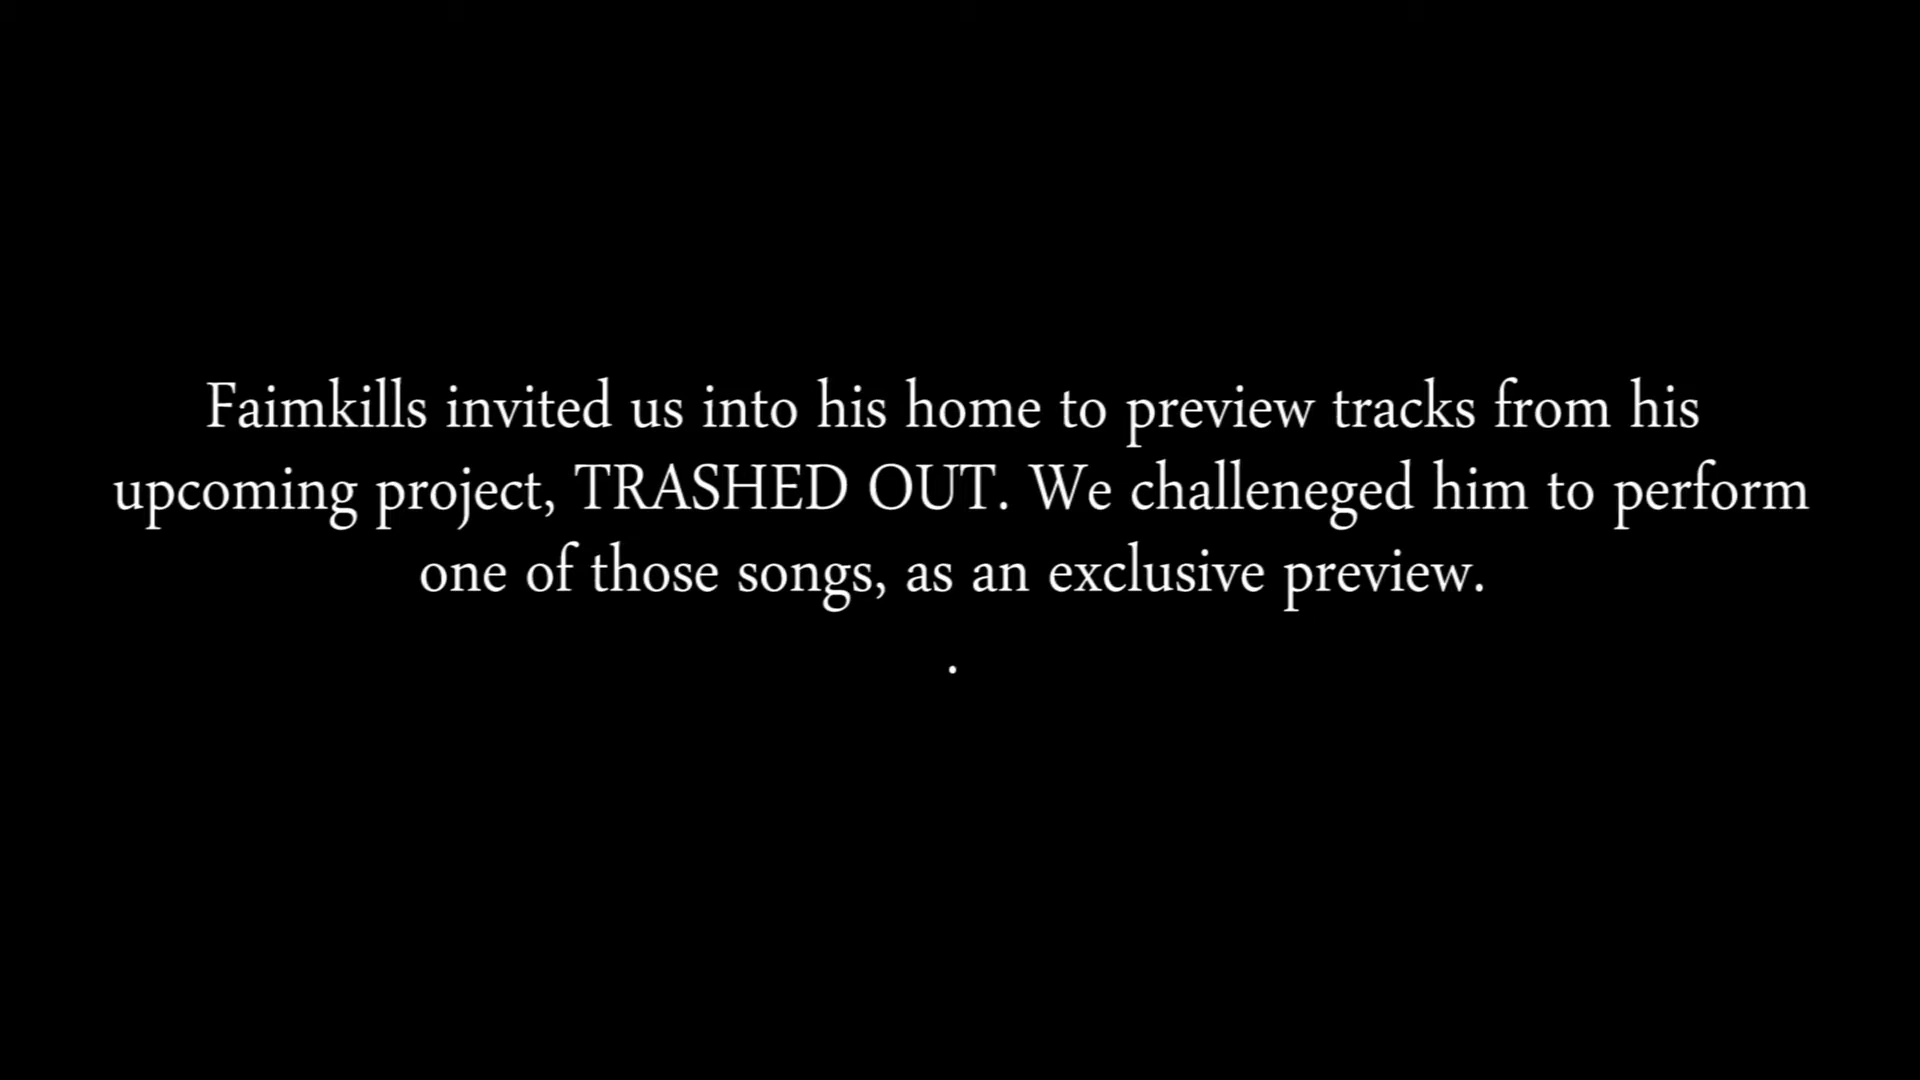 Faimkills invited us into his home to preview tracks from his
upcoming project, TRASHED OUT. We challeneged him to perform
one of those songs, as an exclusive preview.
.